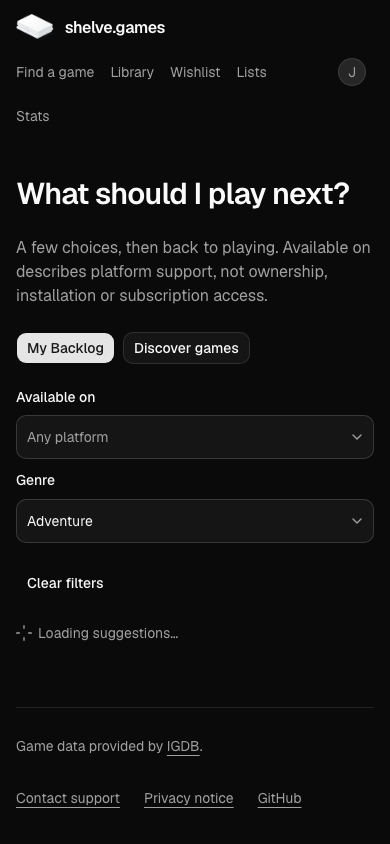 shelve.games
Find a game Library Wishlist Lists J
Stats
What should I play next?
A few choices, then back to playing. Available on
describes platform support, not ownership,
installation or subscription access.
My Backlog Discover games
Available on
Any platform
Genre
Adventure
Clear filters
Loading suggestions…
Game data provided by IGDB.
Contact support Privacy notice GitHub